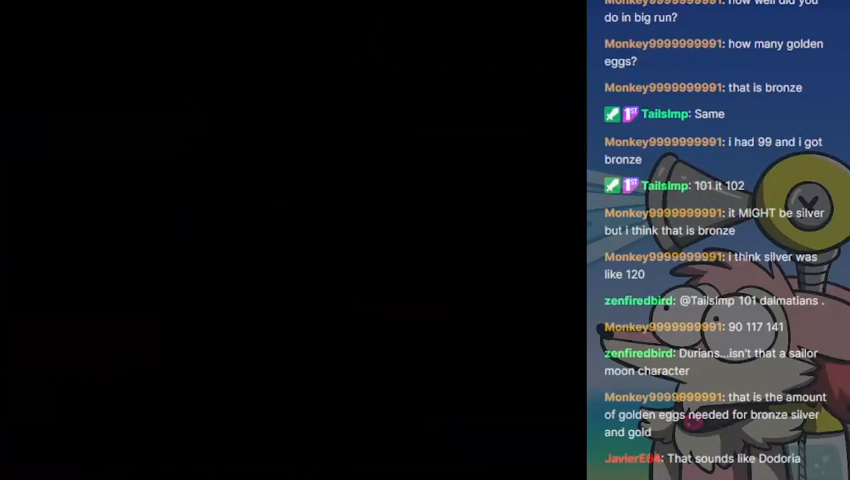 Monkey9999999991: how well did you
do in big run?
Monkey9999999991: how many golden
eggs?
Monkey9999999991: that is bronze
1ST TailsImp: Same
Monkey9999999991: i had 99 and i got
bronze
1ST TailsImp: 101 it 102
Monkey9999999991: it MIGHT be silver
but i think that is bronze
Monkey9999999991: i think silver was
like 120
zenfiredbird: @TailsImp 101 dalmatians .
Monkey9999999991: 90 117 141
zenfiredbird: Durians...isn't that a sailor
moon character
Monkey9999999991: that is the amount
of golden eggs needed for bronze silver
and gold
JavierE64: That sounds like Dodoria